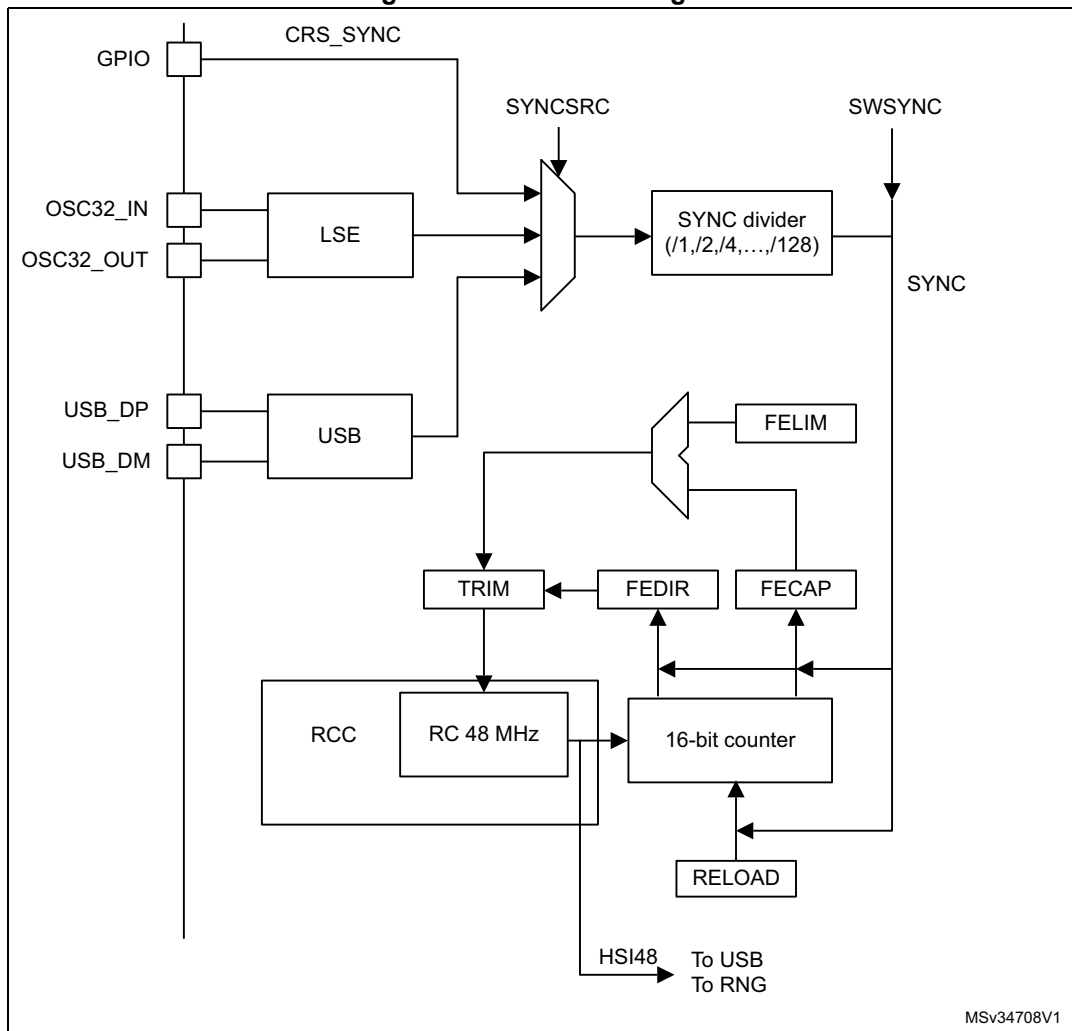 CRS_SYNC
GPIO
SYNCSRC
SWSYNC
OSC32_IN
LSE
OSC32_OUT
SYNC divider
(/1,/2,/4,…,/128)
SYNC
USB_DP
USB
USB_DM
FELIM
TRIM
FEDIR
FECAP
RCC
RC 48 MHz
16-bit counter
RELOAD
HSI48
To USB
To RNG
MSv34708V1